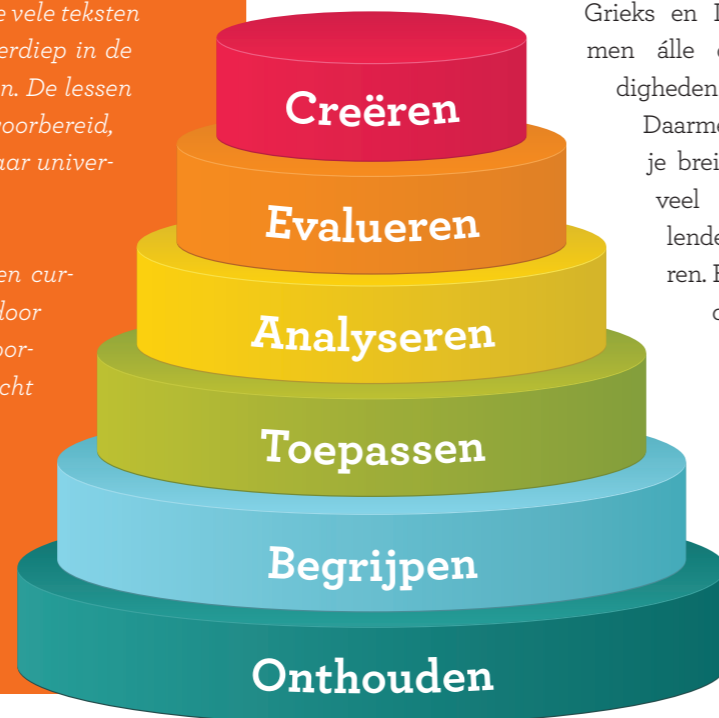 e vele teksten
erdiep in de
n. De lessen
oorbereid,
aar univer-
en cur-
door
oor-
cht
Creëren
Evalueren
Analyseren
Toepassen
Begrijpen
Onthouden
Grieks en
men álle
digheden
Daarme
je brei
veel
lende
ren.